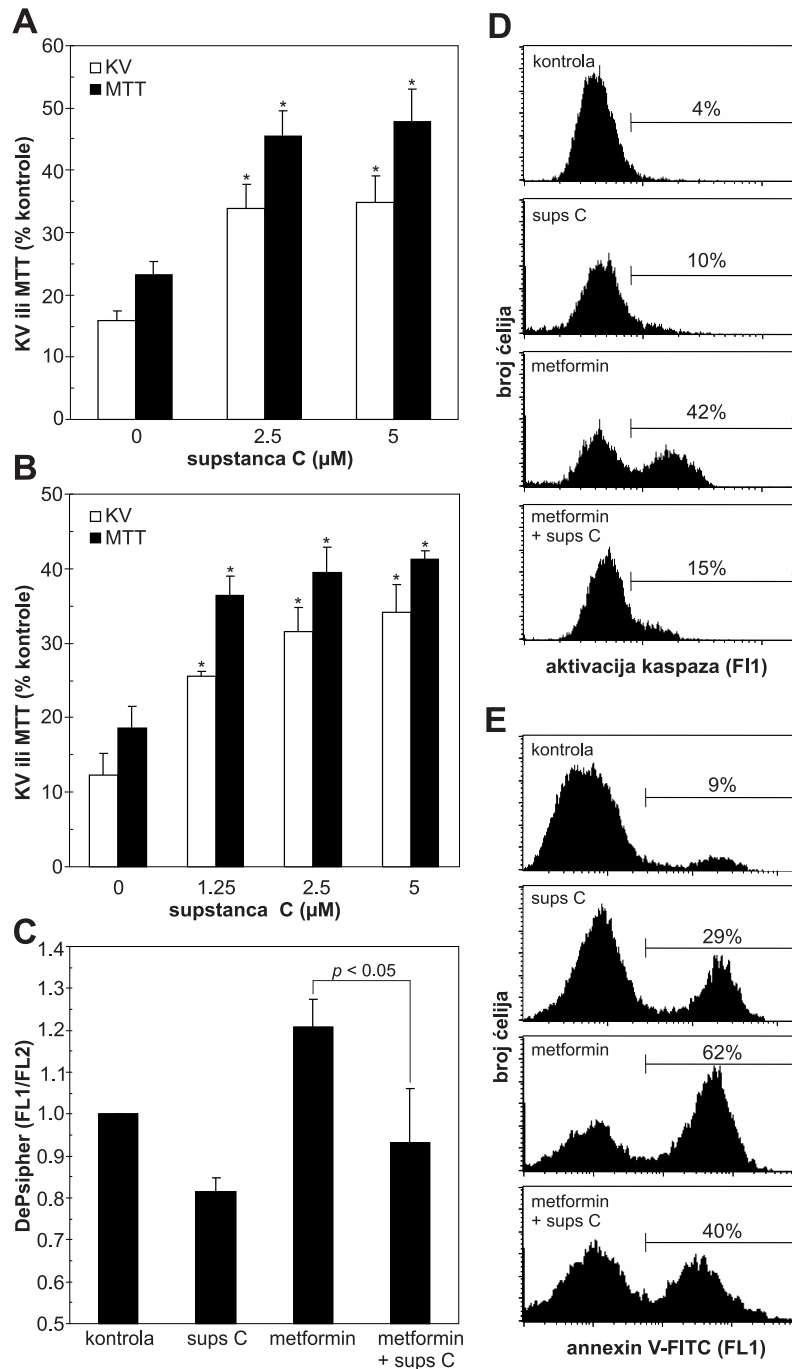 A
KV ili MTT (% kontrole)
60
50
40
30
20
10
0
KV
MTT
* * * *
0 2.5 5
supstanca C (µM)
B
KV ili MTT (% kontrole)
50
40
30
20
10
0
KV
MTT
* * * * * *
0 1.25 2.5 5
supstanca C (µM)
C
DePsipher (FL1/FL2)
1.4
1.3
1.2
1.1
1.0
0.9
0.8
0.7
0.6
0.5
p < 0.05
kontrola sups C metformin metformin
+ sups C
D
broj ćelija
kontrola
4%
sups C
10%
metformin
42%
metformin
+ sups C
15%
aktivacija kaspaza (Fl1)
E
broj ćelija
kontrola
9%
sups C
29%
metformin
62%
metformin
+ sups C
40%
annexin V-FITC (FL1)